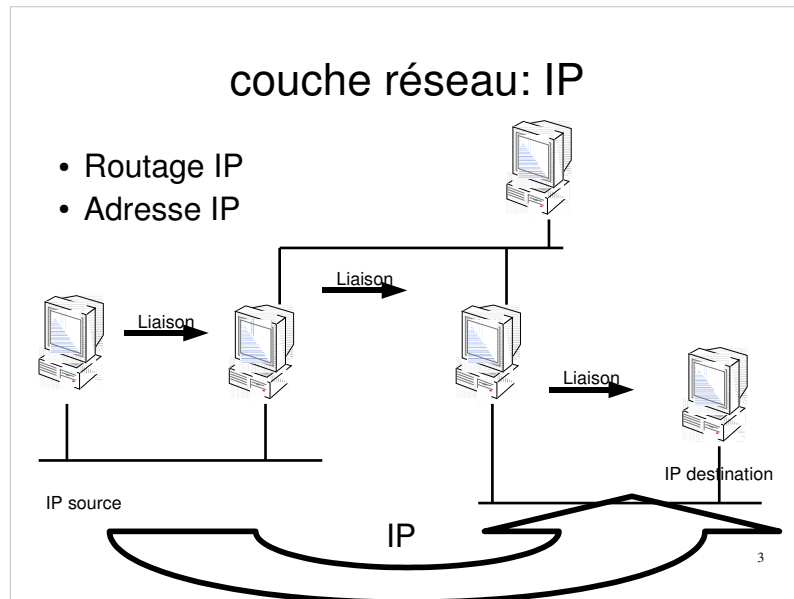 couche réseau: IP
• Routage IP
• Adresse IP
Liaison
Liaison
Liaison
IP destination
IP source
IP
3